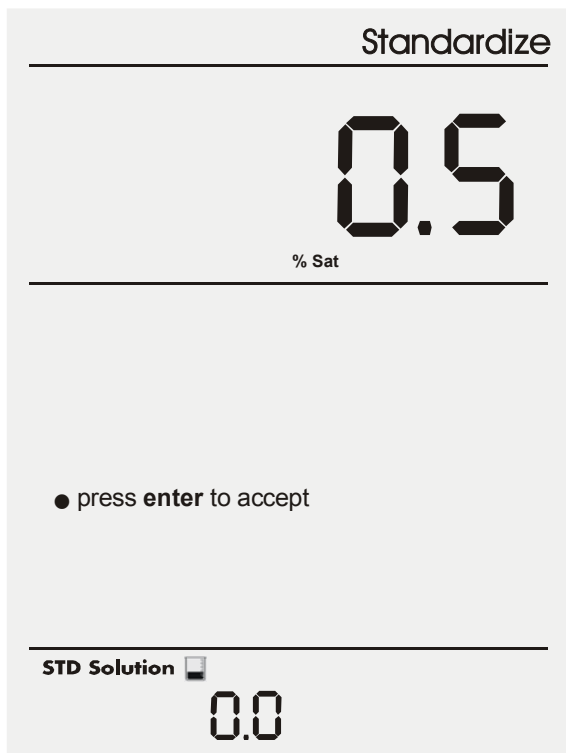 Standardize
0.5
% Sat
● press enter to accept
STD Solution
0.0